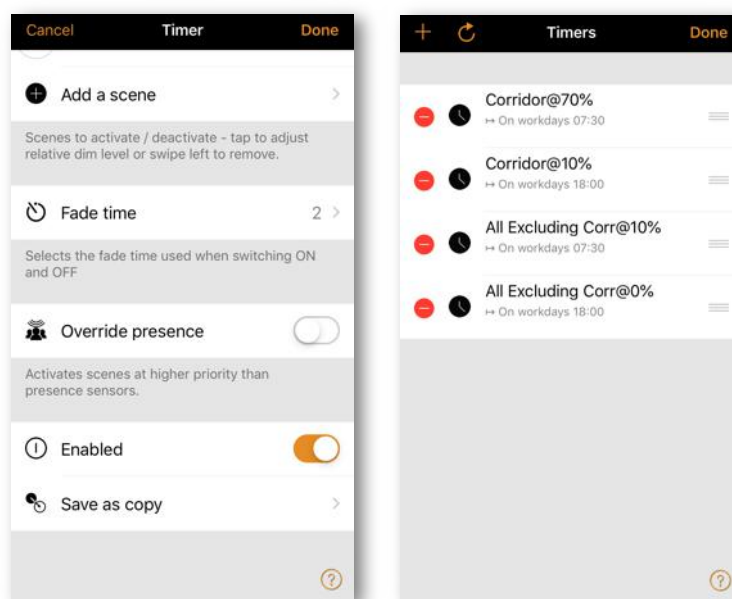 Cancel Timer Done
Add a scene
Scenes to activate / deactivate - tap to adjust
relative dim level or swipe left to remove.
Fade time 2
Selects the fade time used when switching ON
and OFF
Override presence
Activates scenes at higher priority than
presence sensors.
Enabled
Save as copy
?
Timers Done
Corridor@70%
↦ On workdays 07:30
Corridor@10%
↦ On workdays 18:00
All Excluding Corr@10%
↦ On workdays 07:30
All Excluding Corr@0%
↦ On workdays 18:00
?